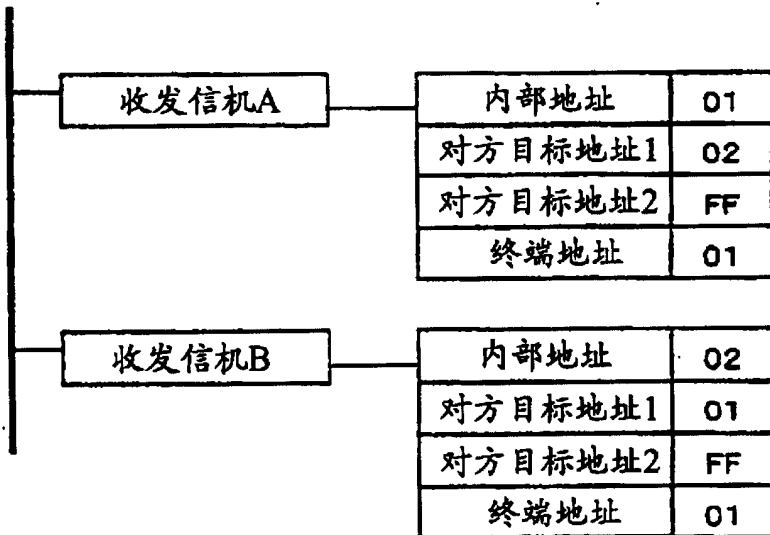 收发信机A
内部地址 01
对方目标地址1 02
对方目标地址2 FF
终端地址 01
收发信机B
内部地址 02
对方目标地址1 01
对方目标地址2 FF
终端地址 01